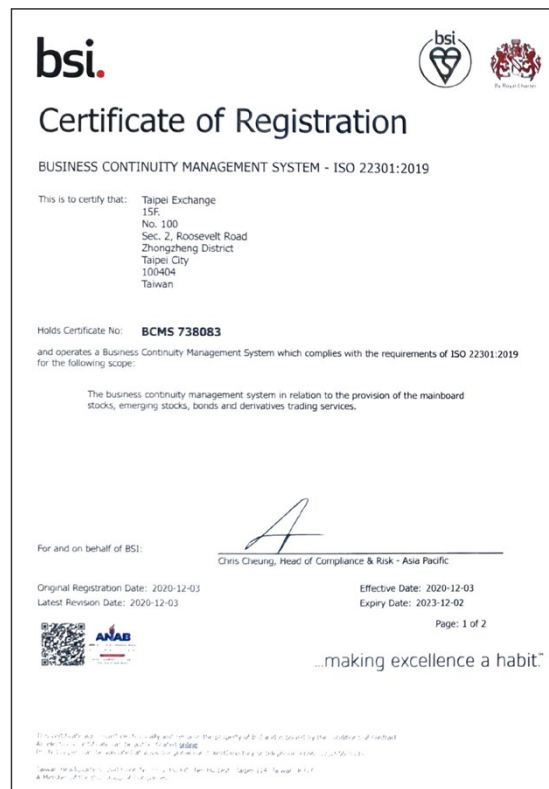 bsi.
bsi.
By Royal Charter
Certificate of Registration
BUSINESS CONTINUITY MANAGEMENT SYSTEM - ISO 22301:2019
This is to certify that:
Taipei Exchange
15F.
No. 100
Sec. 2, Roosevelt Road
Zhongzheng District
Taipei City
100404
Taiwan
Holds Certificate No:
BCMS 738083
and operates a Business Continuity Management System which complies with the requirements of ISO 22301:2019
for the following scope:
The business continuity management system in relation to the provision of the mainboard
stocks, emerging stocks, bonds and derivatives trading services.
For and on behalf of BSI:
Chris Cheung, Head of Compliance & Risk - Asia Pacific
Original Registration Date: 2020-12-03
Effective Date: 2020-12-03
Latest Revision Date: 2020-12-03
Expiry Date: 2023-12-02
Page: 1 of 2
ANAB
...making excellence a habit.™
online